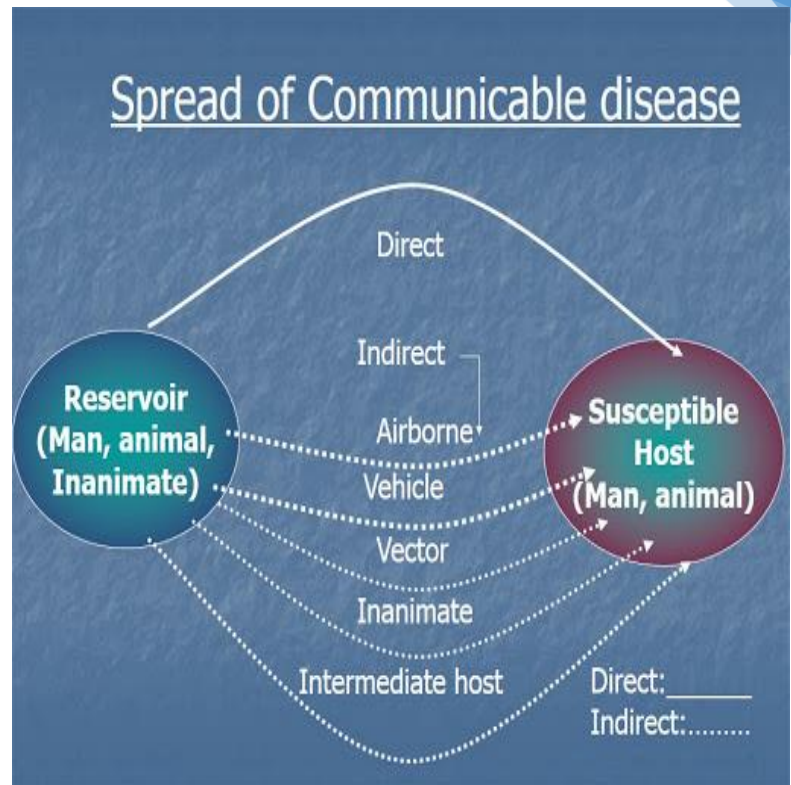 Spread of Communicable disease
Direct
Indirect
Reservoir
(Man, animal,
Inanimate)
Airborne
Vehicle
Vector
Inanimate
Intermediate host
Susceptible
Host
(Man, animal)
Direct:_______
Indirect:.........